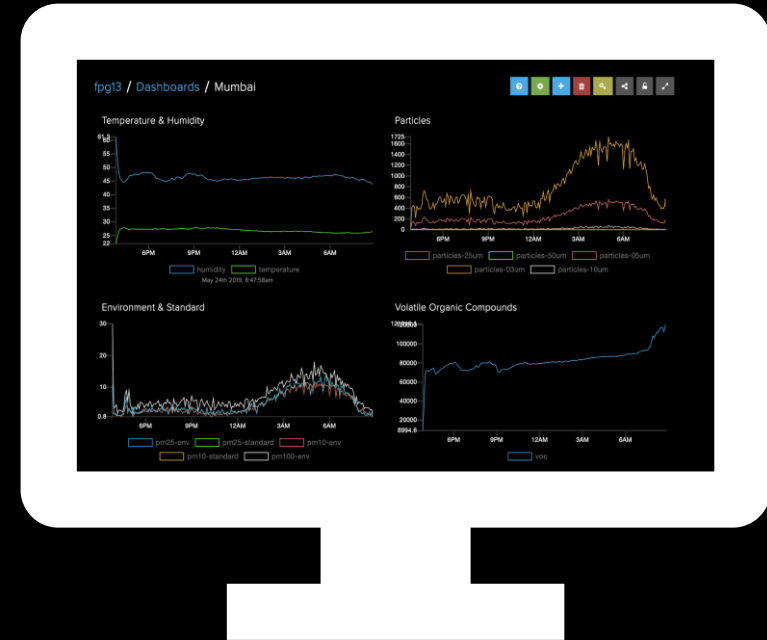 fpg13 / Dashboards / Mumbai
Temperature & Humidity
60
55
50
45
40
35
30
25
22
6PM 9PM 12AM 3AM 6AM
humidity temperature
May 24th 2019, 8:47:58am
Particles
1725
1600
1400
1200
1000
800
600
400
200
0
6PM 9PM 12AM 3AM 6AM
particles-25um particles-50um particles-05um
particles-03um particles-10um
Environment & Standard
30
20
10
0.8
6PM 9PM 12AM 3AM 6AM
pm25-env pm25-standard pm10-env
pm10-standard pm100-env
Volatile Organic Compounds
100000
80000
60000
40000
20000
8994.6
6PM 9PM 12AM 3AM 6AM
voc